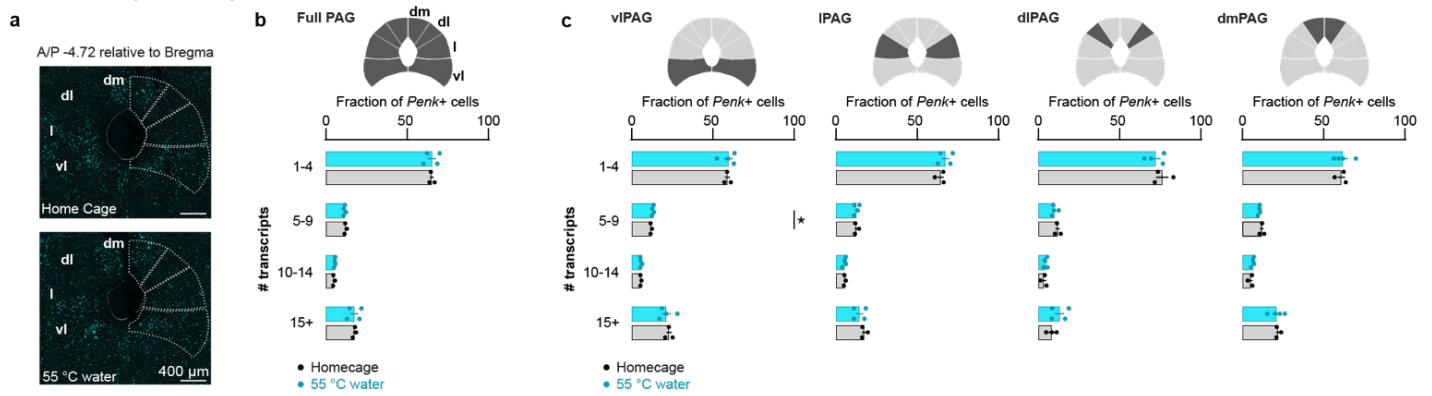 a
A/P -4.72 relative to Bregma
dm
dl
l
vl
Home Cage
dm
dl
l
vl
400 µm
55 °C water
b
Full PAG
dm
dl
l
vl
Fraction of Penk+ cells
0 50 100
# transcripts
1-4
5-9
10-14
15+
Homecage
55 °C water
c
vlPAG
lPAG
dlPAG
dmPAG
Fraction of Penk+ cells
Fraction of Penk+ cells
Fraction of Penk+ cells
Fraction of Penk+ cells
0 50 100
0 50 100
0 50 100
0 50 100
# transcripts
1-4
5-9
★
10-14
15+
Homecage
55 °C water